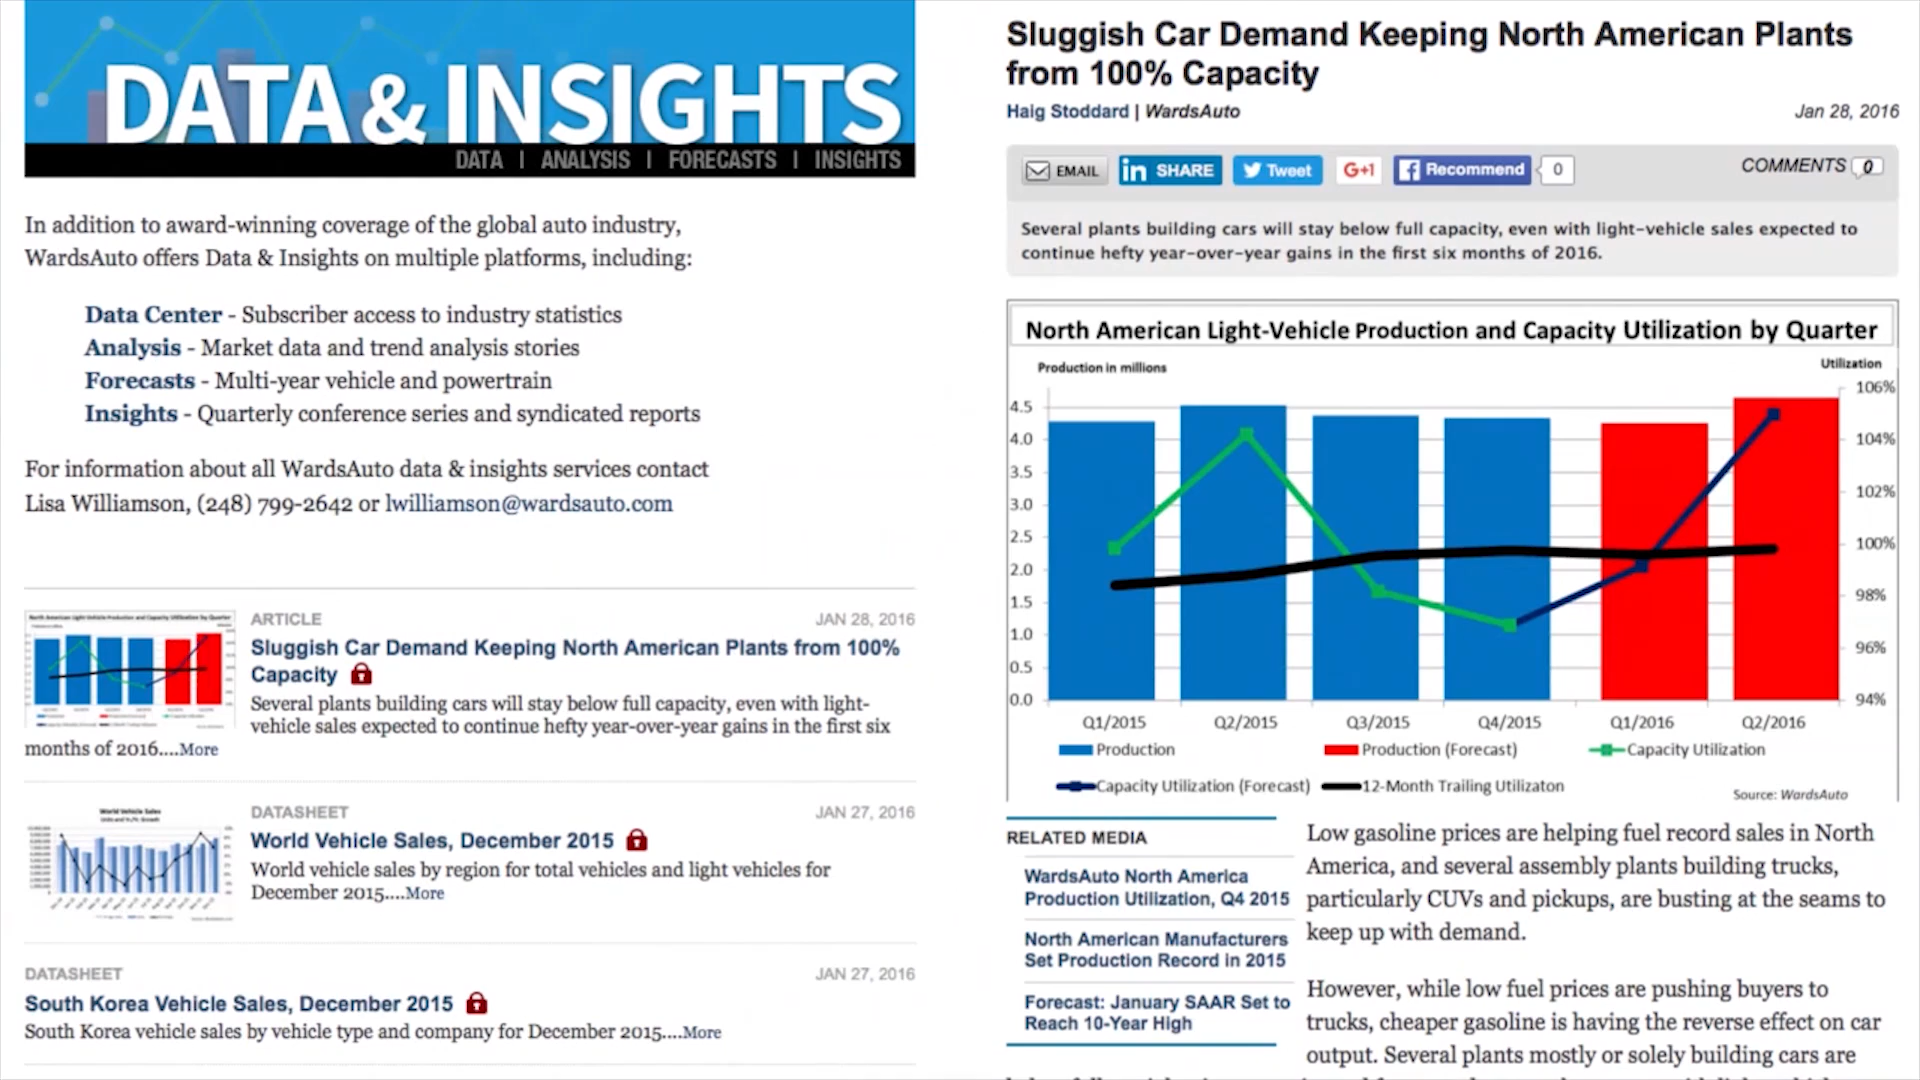 DATA & INSIGHTS
DATA | ANALYSIS | FORECASTS | INSIGHTS
In addition to award-winning coverage of the global auto industry,
WardsAuto offers Data & Insights on multiple platforms, including:
Data Center - Subscriber access to industry statistics
Analysis - Market data and trend analysis stories
Forecasts - Multi-year vehicle and powertrain
Insights - Quarterly conference series and syndicated reports
For information about all WardsAuto data & insights services contact
Lisa Williamson, (248) 799-2642 or lwilliamson@wardsauto.com
ARTICLE JAN 28, 2016
Sluggish Car Demand Keeping North American Plants from 100%
Capacity
Several plants building cars will stay below full capacity, even with light-
vehicle sales expected to continue hefty year-over-year gains in the first six
months of 2016....More
North American Light-Vehicle Production and Capacity Utilization by Quarter
DATASHEET JAN 27, 2016
World Vehicle Sales, December 2015
World vehicle sales by region for total vehicles and light vehicles for
December 2015....More
World Vehicle Sales
DATASHEET JAN 27, 2016
South Korea Vehicle Sales, December 2015
South Korea vehicle sales by vehicle type and company for December 2015....More
Sluggish Car Demand Keeping North American Plants
from 100% Capacity
Haig Stoddard | WardsAuto Jan 28, 2016
EMAIL in SHARE Tweet G+1 f Recommend 0 COMMENTS 0
Several plants building cars will stay below full capacity, even with light-vehicle sales expected to
continue hefty year-over-year gains in the first six months of 2016.
North American Light-Vehicle Production and Capacity Utilization by Quarter
Production in millions Utilization
106%
4.5
4.0 104%
3.5
3.0 102%
2.5
2.0 100%
1.5 98%
1.0 96%
0.5
0.0 94%
Q1/2015 Q2/2015 Q3/2015 Q4/2015 Q1/2016 Q2/2016
Production Production (Forecast) Capacity Utilization
Capacity Utilization (Forecast) 12-Month Trailing Utilizaton
Source: WardsAuto
RELATED MEDIA
WardsAuto North America
Production Utilization, Q4 2015
North American Manufacturers
Set Production Record in 2015
Forecast: January SAAR Set to
Reach 10-Year High
Low gasoline prices are helping fuel record sales in North
America, and several assembly plants building trucks,
particularly CUVs and pickups, are busting at the seams to
keep up with demand.
However, while low fuel prices are pushing buyers to
trucks, cheaper gasoline is having the reverse effect on car
output. Several plants mostly or solely building cars are